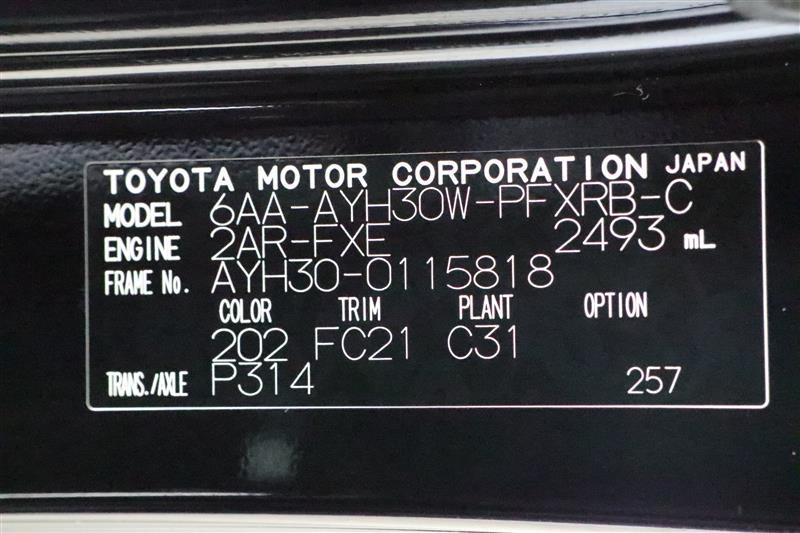 TOYOTA MOTOR CORPORATION JAPAN
MODEL 6AA-AYH30W-PFXRB-C
ENGINE 2AR-FXE 2493 mL
FRAME No. AYH30-0115818
COLOR TRIM PLANT OPTION
202 FC21 C31
TRANS./AXLE P314 257